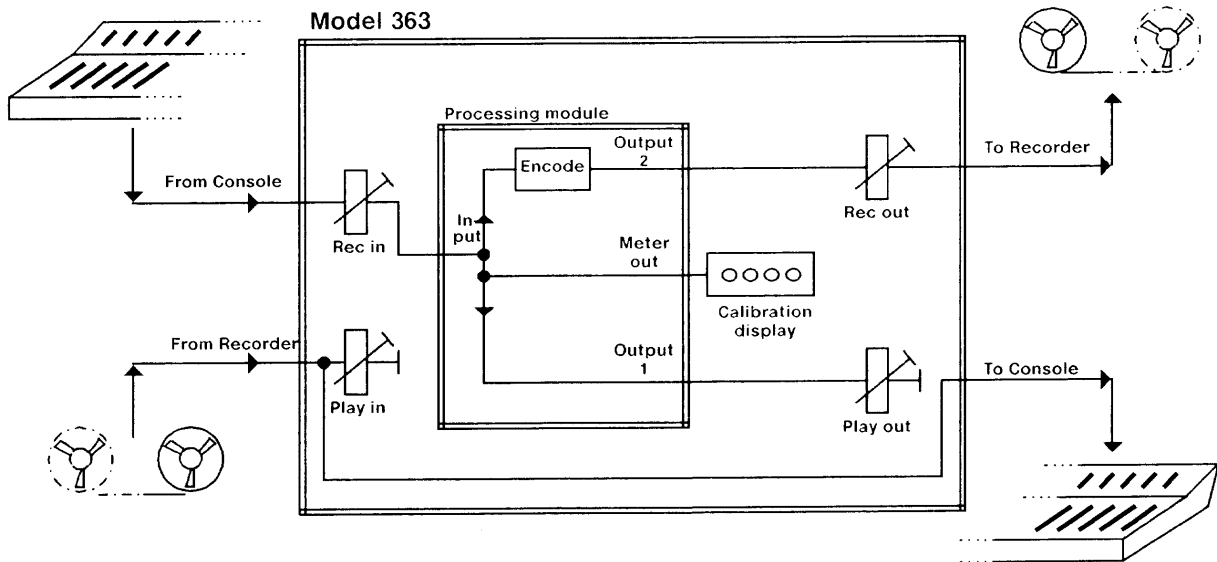 Model 363
Processing module
Output
2
Encode
To Recorder
From Console
Rec in
In-
put
Rec out
Meter
out
Calibration
display
From Recorder
Output
1
To Console
Play in
Play out